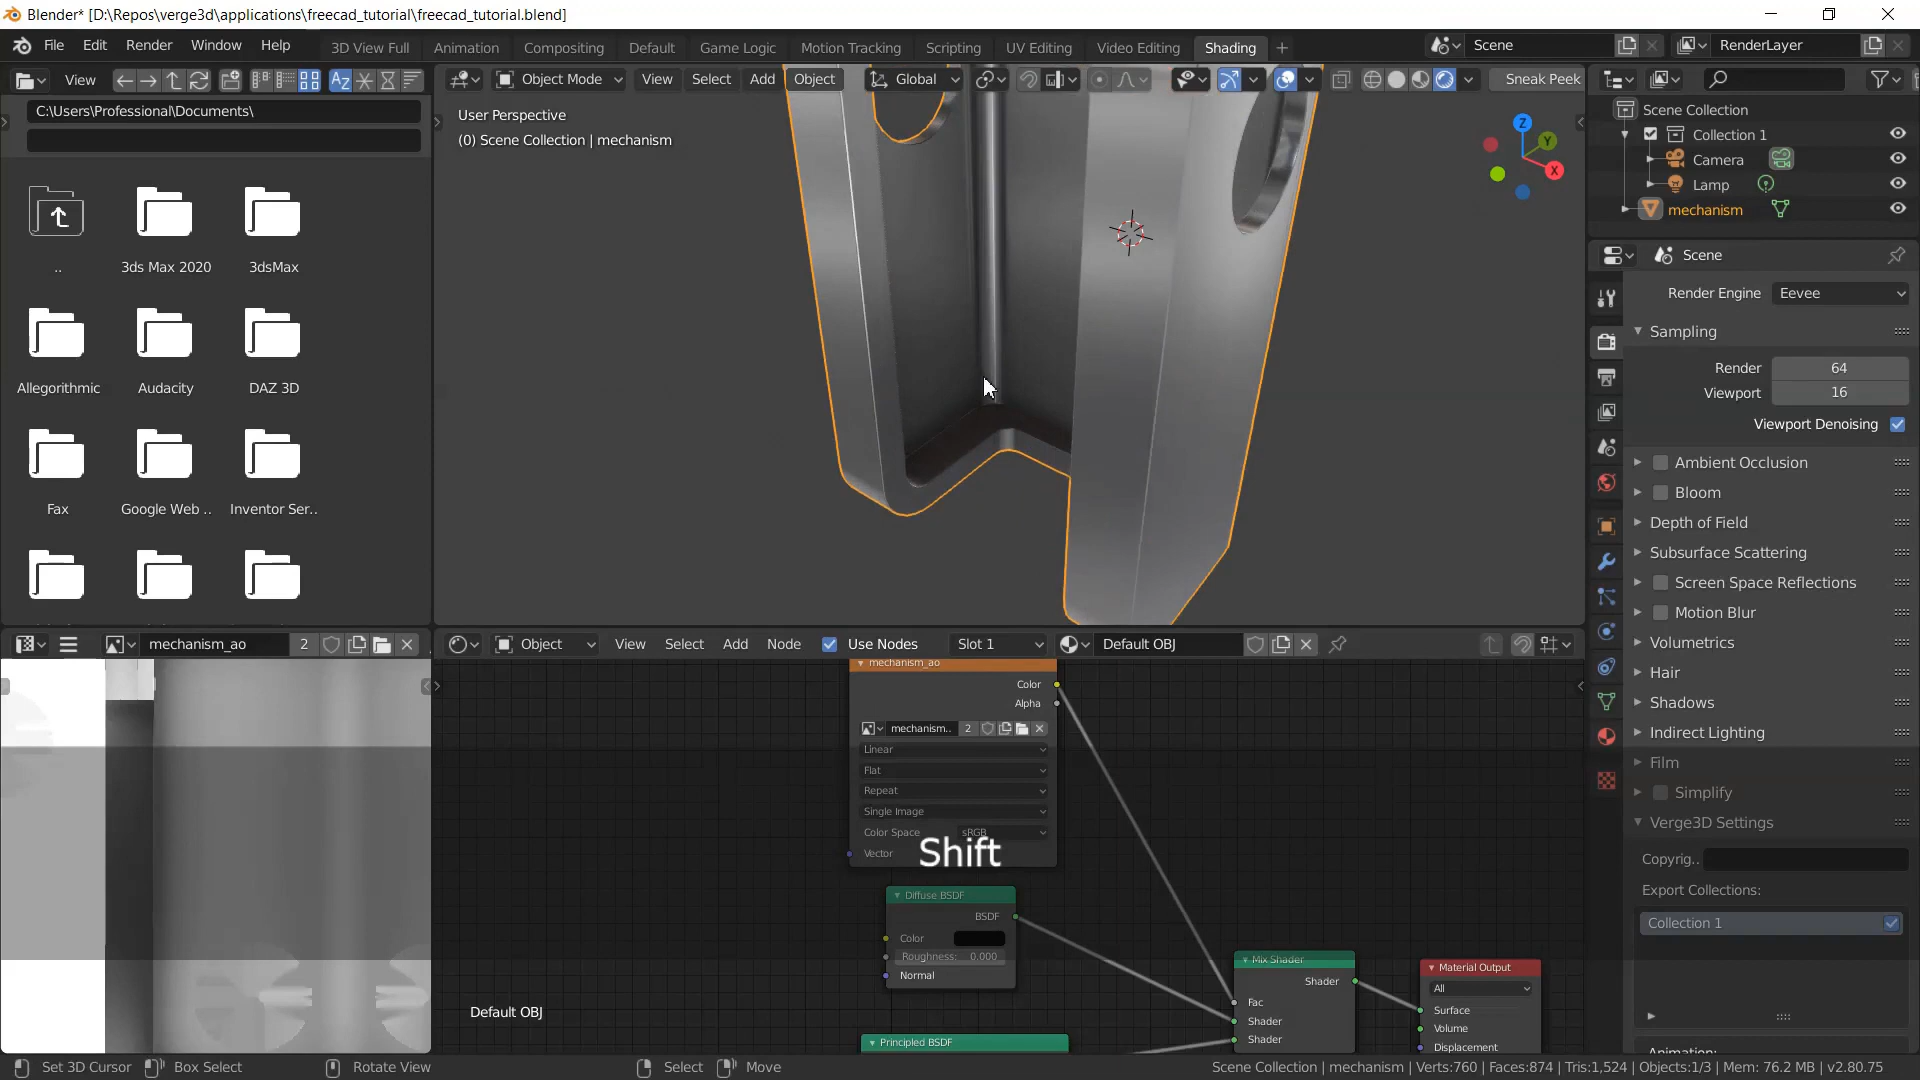 Blender* [D:\Repos\verge3d\applications\freecad_tutorial\freecad_tutorial.blend]
File Edit Render Window Help
3D View Full Animation Compositing Default Game Logic Motion Tracking Scripting UV Editing Video Editing Shading +
Scene
RenderLayer
View
Object Mode View Select Add Object Global
Sneak Peek
C:\Users\Professional\Documents\
User Perspective
(0) Scene Collection | mechanism
..
3ds Max 2020
3dsMax
Allegorithmic
Audacity
DAZ 3D
Fax
Google Web ..
Inventor Ser..
Z
Y
X
Scene Collection
Collection 1
Camera
Lamp
mechanism
Scene
Render Engine Eevee
Sampling
Render 64
Viewport 16
Viewport Denoising
Ambient Occlusion
Bloom
Depth of Field
Subsurface Scattering
Screen Space Reflections
Motion Blur
Volumetrics
Hair
Shadows
Indirect Lighting
Film
Simplify
Verge3D Settings
Copyrig..
Export Collections:
Collection 1
Animation:
mechanism_ao 2
Object View Select Add Node Use Nodes Slot 1 Default OBJ
mechanism_ao
Color
Alpha
mechanism.. 2
Linear
Flat
Repeat
Single Image
Color Space sRGB
Vector
Shift
Diffuse BSDF
BSDF
Color
Roughness: 0.000
Normal
Default OBJ
Principled BSDF
Mix Shader
Shader
Fac
Shader
Shader
Material Output
All
Surface
Volume
Displacement
Set 3D Cursor Box Select Rotate View Select Move
Scene Collection | mechanism | Verts:760 | Faces:874 | Tris:1,524 | Objects:1/3 | Mem: 76.2 MB | v2.80.75